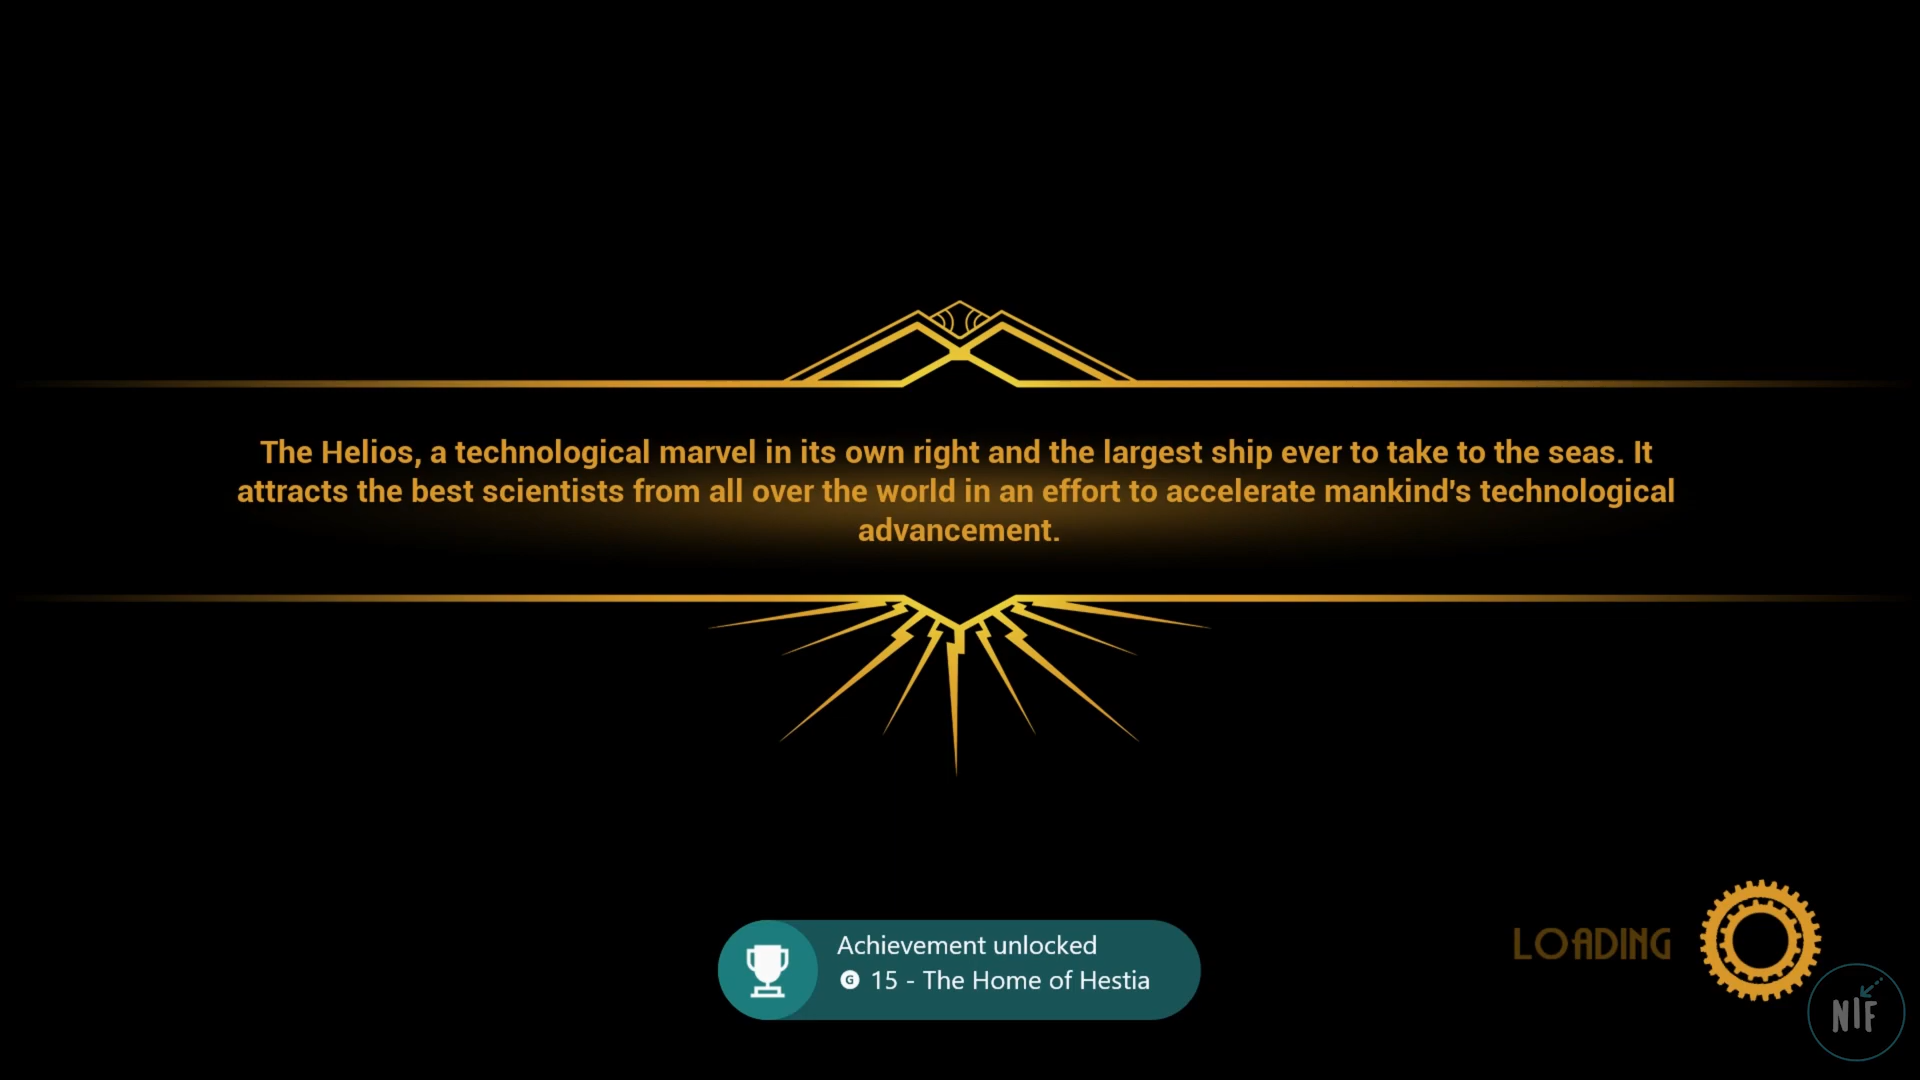 The Helios, a technological marvel in its own right and the largest ship ever to take to the seas. It
attracts the best scientists from all over the world in an effort to accelerate mankind's technological
advancement.
Achievement unlocked
G 15 - The Home of Hestia
LOADING
NIF